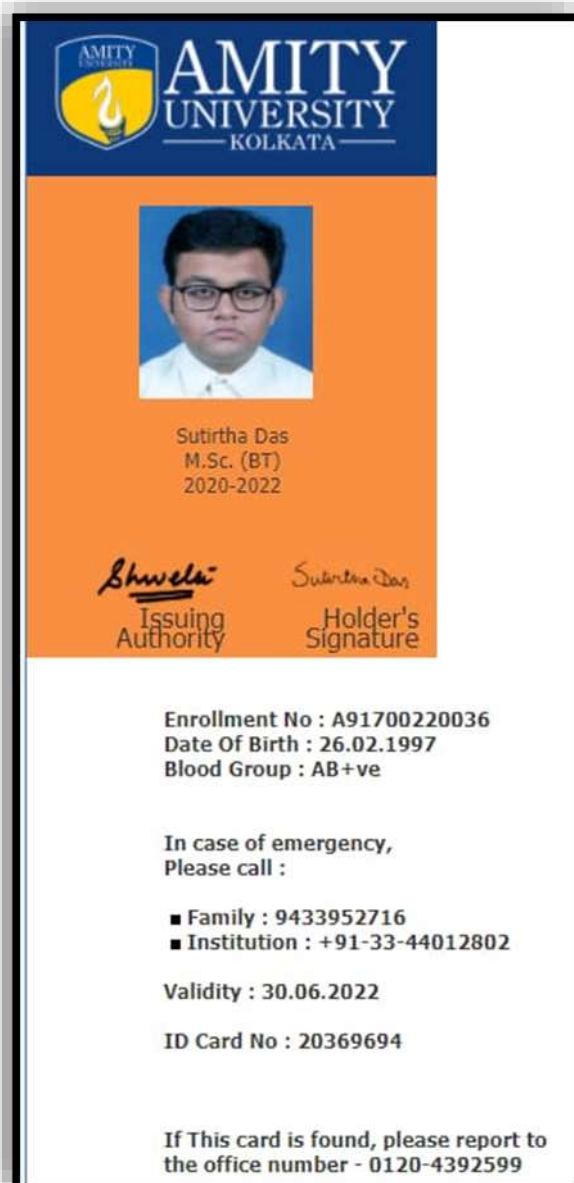 AMITY
UNIVERSITY
AMITY
UNIVERSITY
KOLKATA
Sutirtha Das
M.Sc. (BT)
2020-2022
Shwela
Sutirtha Das
Issuing
Authority
Holder's
Signature
Enrollment No : A91700220036
Date Of Birth : 26.02.1997
Blood Group : AB+ve
In case of emergency,
Please call :
■ Family : 9433952716
■ Institution : +91-33-44012802
Validity : 30.06.2022
ID Card No : 20369694
If This card is found, please report to
the office number - 0120-4392599